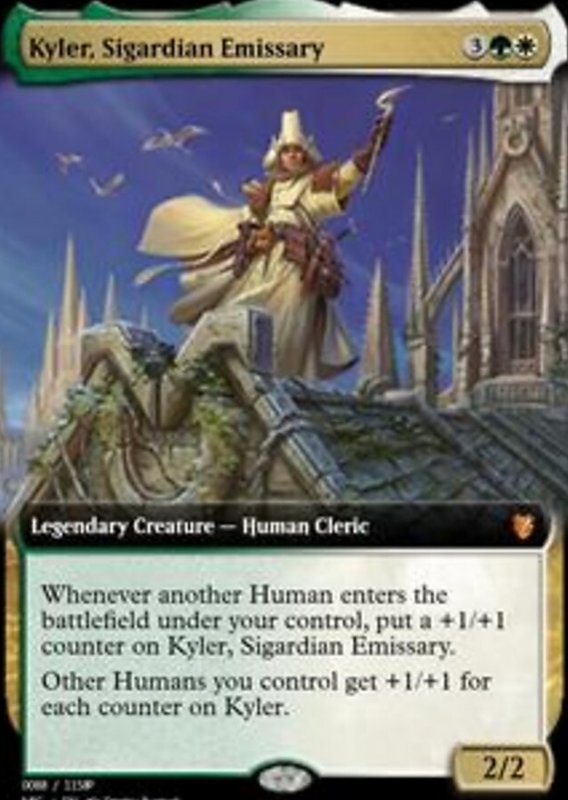 Kyler, Sigardian Emissary 3
Legendary Creature — Human Cleric
Whenever another Human enters the
battlefield under your control, put a +1/+1
counter on Kyler, Sigardian Emissary.
Other Humans you control get +1/+1 for
each counter on Kyler.
2/2